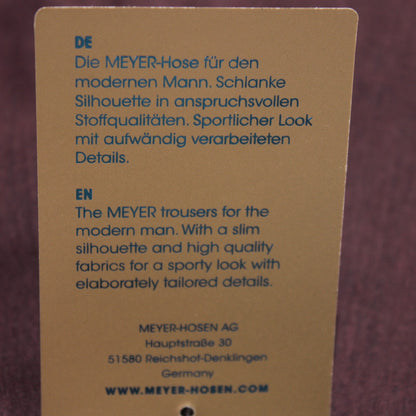 DE
Die MEYER-Hose für den
modernen Mann. Schlanke
Silhouette in anspruchsvollen
Stoffqualitäten. Sportlicher Look
mit aufwändig verarbeiteten
Details.
EN
The MEYER trousers for the
modern man. With a slim
silhouette and high quality
fabrics for a sporty look with
elaborately tailored details.
MEYER-HOSEN AG
Hauptstraße 30
51580 Reichshof-Denklingen
Germany
WWW.MEYER-HOSEN.COM